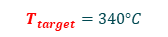 T_target = 340°C